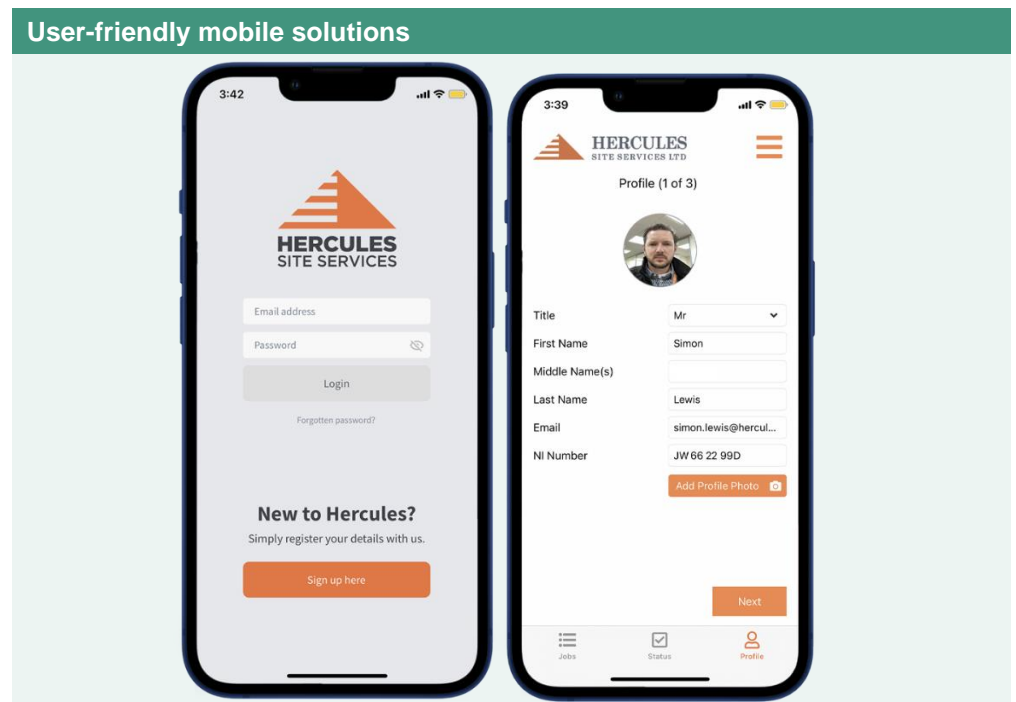 User-friendly mobile solutions
3:42
HERCULES
SITE SERVICES
Email address
Password
Login
Forgotten password?
New to Hercules?
Simply register your details with us.
Sign up here
3:39
HERCULES
SITE SERVICES LTD
Profile (1 of 3)
Title Mr
First Name Simon
Middle Name(s)
Last Name Lewis
Email simon.lewis@hercul...
NI Number JW 66 22 99D
Add Profile Photo
Next
Jobs Status Profile